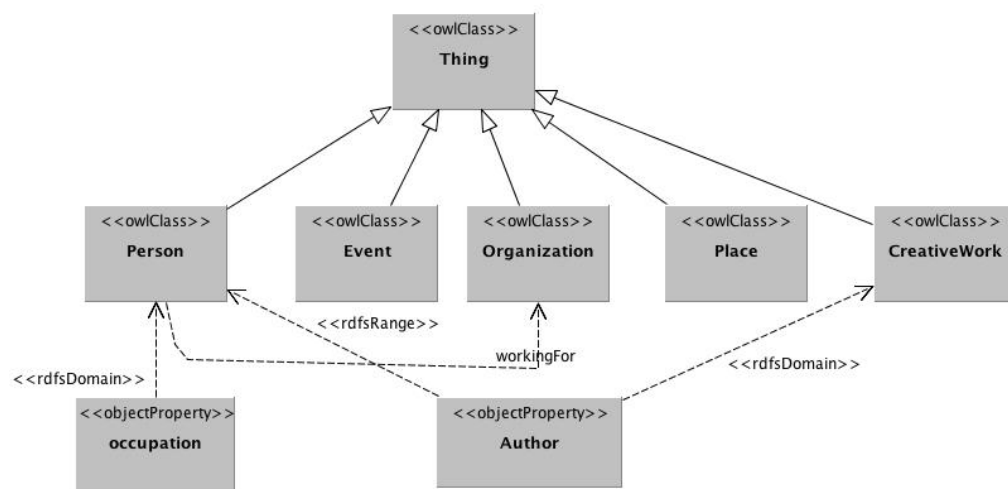 <<owlClass>>
Thing
<<owlClass>>
Person
<<owlClass>>
Event
<<owlClass>>
Organization
<<owlClass>>
Place
<<owlClass>>
CreativeWork
<<rdfsRange>>
workingFor
<<rdfsDomain>>
<<rdfsDomain>>
<<objectProperty>>
occupation
<<objectProperty>>
Author